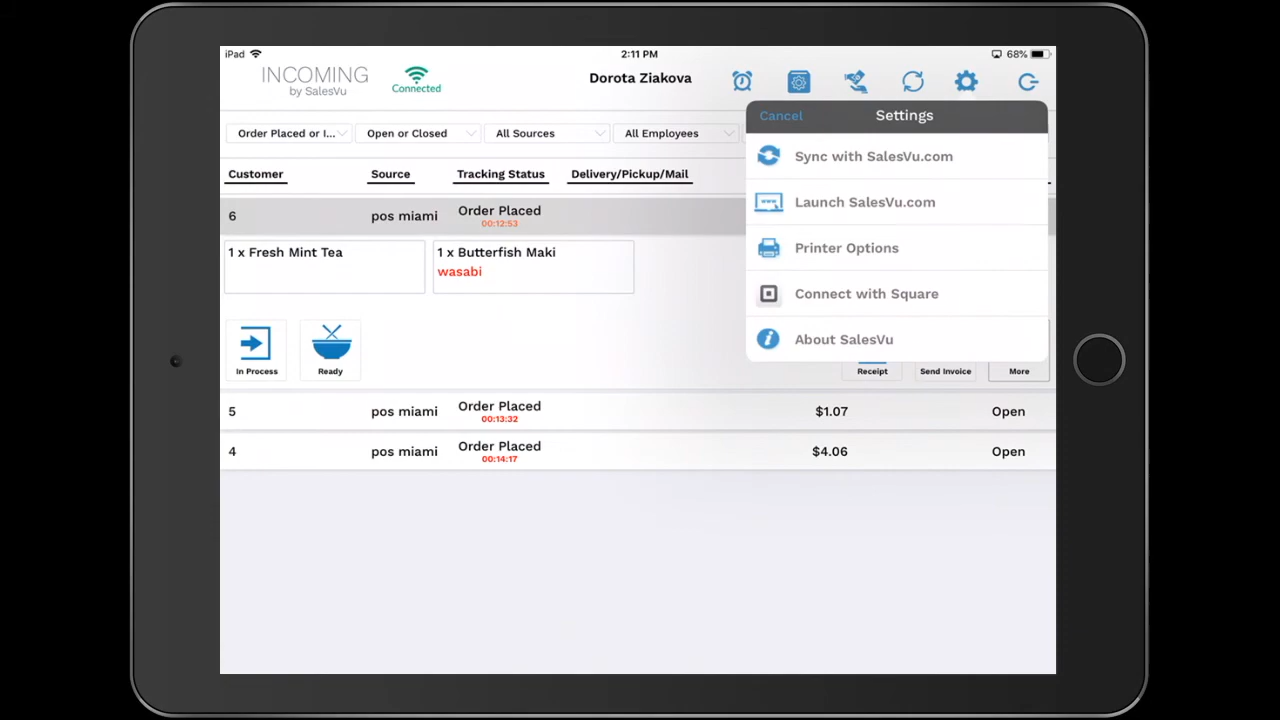 iPad
2:11 PM
68%
INCOMING
by SalesVu
Connected
Dorota Ziakova
Order Placed or I...
Open or Closed
All Sources
All Employees
Cancel
Settings
Sync with SalesVu.com
Launch SalesVu.com
Printer Options
Connect with Square
About SalesVu
Customer
Source
Tracking Status
Delivery/Pickup/Mail
6
pos miami
Order Placed
00:12:53
1 x Fresh Mint Tea
1 x Butterfish Maki
wasabi
In Process
Ready
Receipt
Send Invoice
More
5
pos miami
Order Placed
00:13:32
$1.07
Open
4
pos miami
Order Placed
00:14:17
$4.06
Open